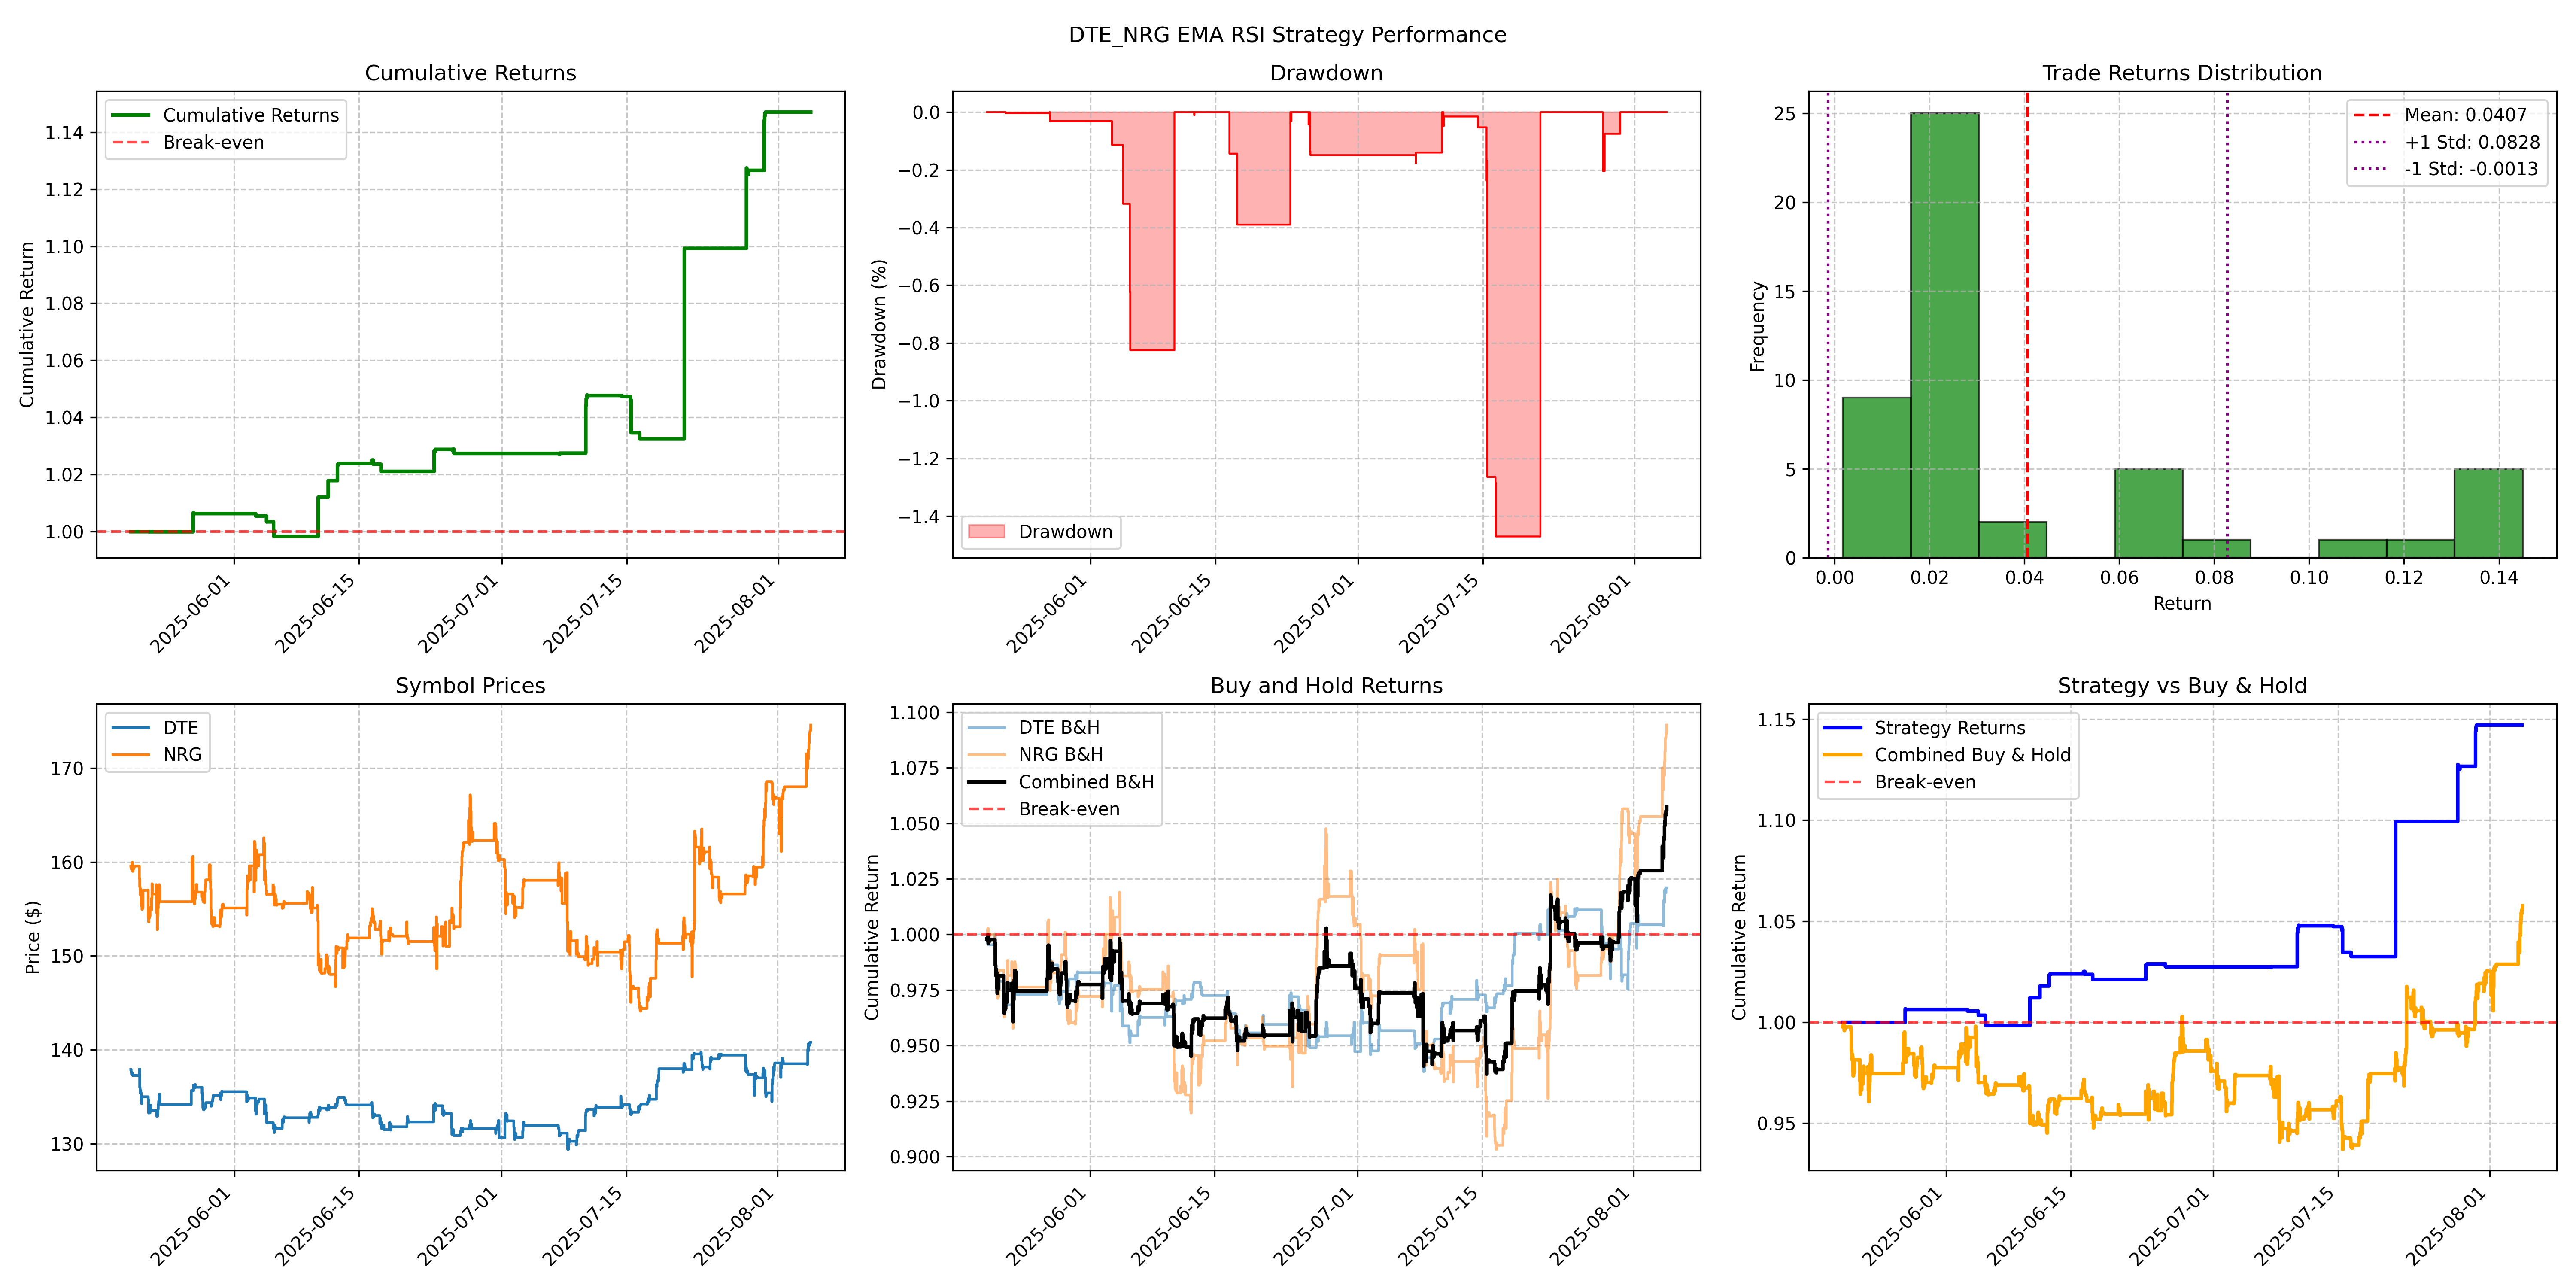 DTE_NRG EMA RSI Strategy Performance
Cumulative Returns
Cumulative Return
1.14
1.12
1.10
1.08
1.06
1.04
1.02
1.00
Cumulative Returns
Break-even
2025-06-01
2025-06-15
2025-07-01
2025-07-15
2025-08-01
Drawdown
Drawdown (%)
0.0
−0.2
−0.4
−0.6
−0.8
−1.0
−1.2
−1.4
Drawdown
2025-06-01
2025-06-15
2025-07-01
2025-07-15
2025-08-01
Trade Returns Distribution
Frequency
25
20
15
10
5
0
Mean: 0.0407
+1 Std: 0.0828
-1 Std: -0.0013
0.00
0.02
0.04
0.06
0.08
0.10
0.12
0.14
Return
Symbol Prices
Price ($)
170
160
150
140
130
DTE
NRG
2025-06-01
2025-06-15
2025-07-01
2025-07-15
2025-08-01
Buy and Hold Returns
Cumulative Return
1.100
1.075
1.050
1.025
1.000
0.975
0.950
0.925
0.900
DTE B&H
NRG B&H
Combined B&H
Break-even
2025-06-01
2025-06-15
2025-07-01
2025-07-15
2025-08-01
Strategy vs Buy & Hold
Cumulative Return
1.15
1.10
1.05
1.00
0.95
Strategy Returns
Combined Buy & Hold
Break-even
2025-06-01
2025-06-15
2025-07-01
2025-07-15
2025-08-01